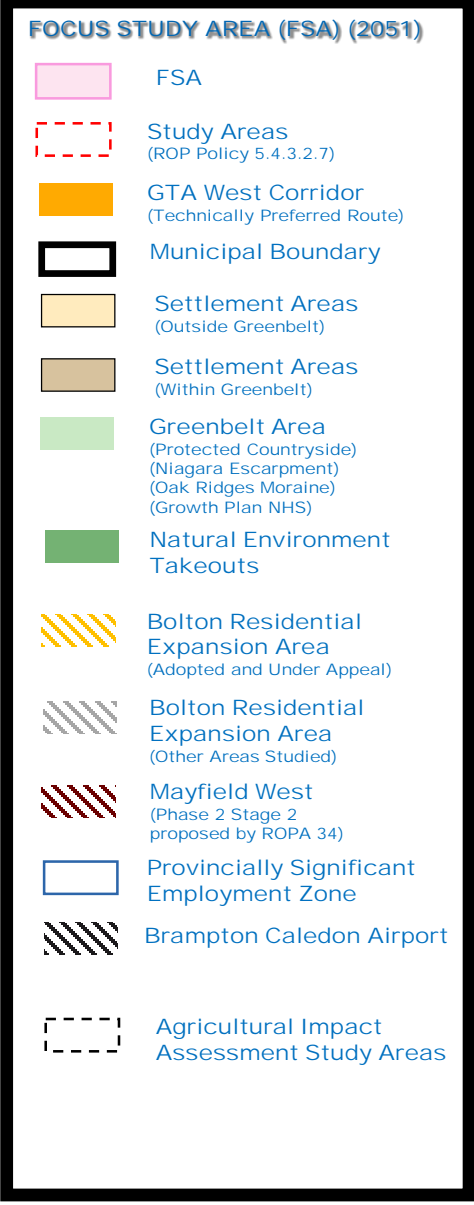 FOCUS STUDY AREA (FSA) (2051)
FSA
Study Areas
(ROP Policy 5.4.3.2.7)
GTA West Corridor
(Technically Preferred Route)
Municipal Boundary
Settlement Areas
(Outside Greenbelt)
Settlement Areas
(Within Greenbelt)
Greenbelt Area
(Protected Countryside)
(Niagara Escarpment)
(Oak Ridges Moraine)
(Growth Plan NHS)
Natural Environment
Takeouts
Bolton Residential
Expansion Area
(Adopted and Under Appeal)
Bolton Residential
Expansion Area
(Other Areas Studied)
Mayfield West
(Phase 2 Stage 2
proposed by ROPA 34)
Provincially Significant
Employment Zone
Brampton Caledon Airport
Agricultural Impact
Assessment Study Areas